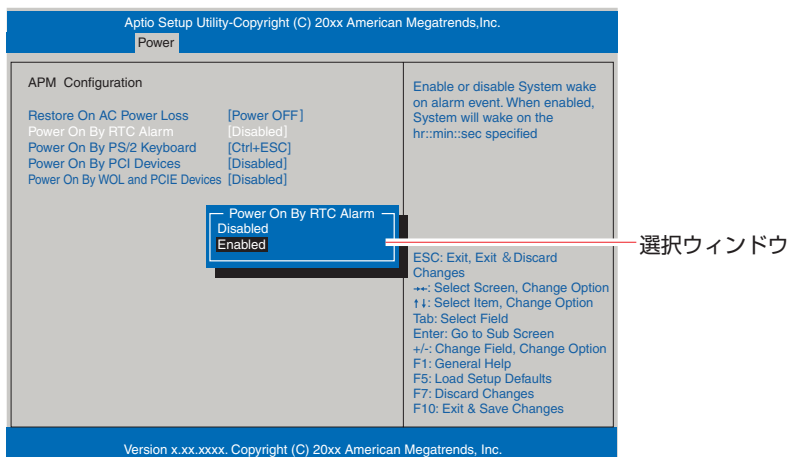 Aptio Setup Utility-Copyright (C) 20xx American Megatrends,Inc.
Power
APM Configuration
Restore On AC Power Loss [Power OFF]
Power On By RTC Alarm [Disabled]
Power On By PS/2 Keyboard [Ctrl+ESC]
Power On By PCI Devices [Disabled]
Power On By WOL and PCIE Devices [Disabled]
Power On By RTC Alarm
Disabled
Enabled
選択ウィンドウ
Enable or disable System wake
on alarm event. When enabled,
System will wake on the
hr::min::sec specified
ESC: Exit, Exit & Discard
Changes
→←: Select Screen, Change Option
↑↓: Select Item, Change Option
Tab: Select Field
Enter: Go to Sub Screen
+/-: Change Field, Change Option
F1: General Help
F5: Load Setup Defaults
F7: Discard Changes
F10: Exit & Save Changes
Version x.xx.xxxx. Copyright (C) 20xx American Megatrends, Inc.